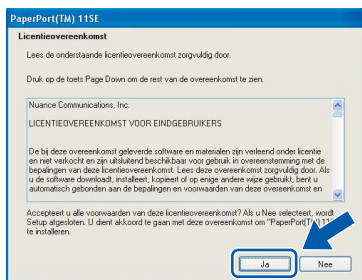 PaperPort(TM) 11SE
Licentieovereenkomst
Lees de onderstaande licentieovereenkomst zorgvuldig door.
Druk op de toets Page Down om de rest van de overeenkomst te zien.
Nuance Communications, Inc.
LICENTIEOVEREENKOMST VOOR EINDGEBRUIKERS
De bij deze overeenkomst geleverde software en materialen zijn verleend onder licentie
en niet verkocht en zijn uitsluitend beschikbaar voor gebruik in overeenstemming met de
bepalingen van deze licentieovereenkomst. Lees deze overeenkomst zorgvuldig door. Als
u de software downloadt, installeert, kopieert of op enige andere wijze gebruikt, bent u
automatisch gebonden aan de bepalingen en voorwaarden van deze overeenkomst en
Accepteert u alle voorwaarden van deze licentieovereenkomst? Als u Nee selecteert, wordt
Setup afgesloten. U dient akkoord te gaan met deze overeenkomst om "PaperPort(TM) 11
te installeren.
Ja
Nee